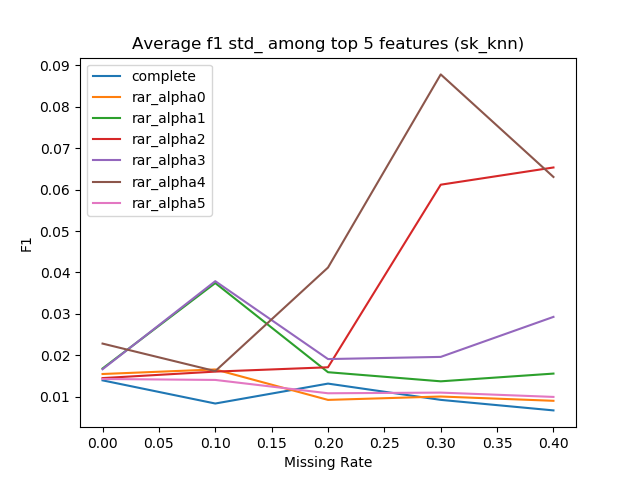 Average f1 std_ among top 5 features (sk_knn)
0.09
0.08
0.07
0.06
0.05
0.04
0.03
0.02
0.01
F1
complete
rar_alpha0
rar_alpha1
rar_alpha2
rar_alpha3
rar_alpha4
rar_alpha5
0.00 0.05 0.10 0.15 0.20 0.25 0.30 0.35 0.40
Missing Rate